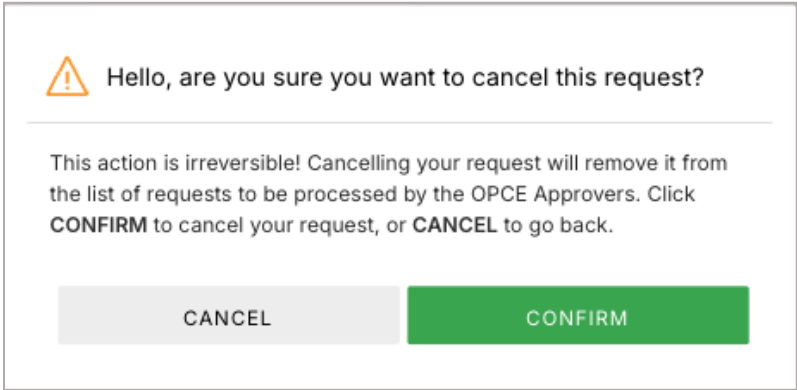 Hello, are you sure you want to cancel this request?
This action is irreversible! Cancelling your request will remove it from
the list of requests to be processed by the OPCE Approvers. Click
CONFIRM to cancel your request, or CANCEL to go back.
CANCEL
CONFIRM